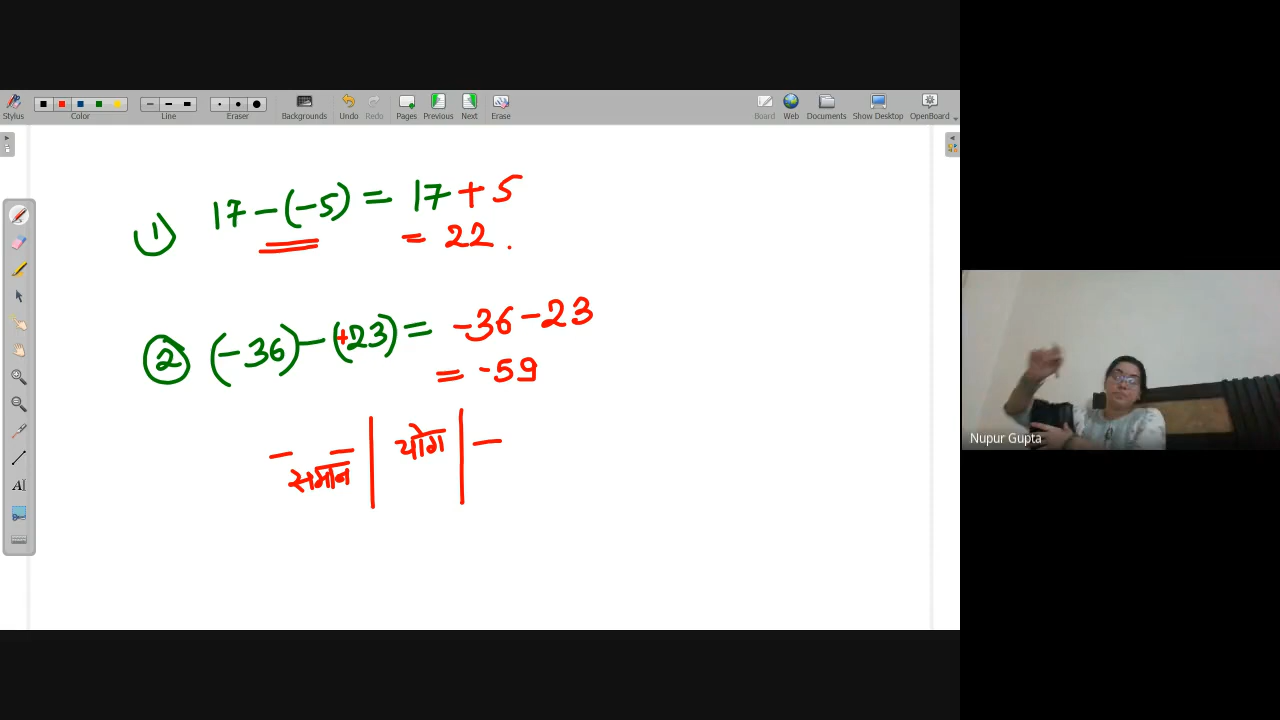 Stylus Color Line Eraser Backgrounds Undo Redo Pages Previous Next Erase Board Web Documents Show Desktop OpenBoard
① 17 - (-5) = 17 + 5
= 22 .
② (-36) - (+23) = -36 - 23
= -59
- - | योग | -
समान
Nupur Gupta